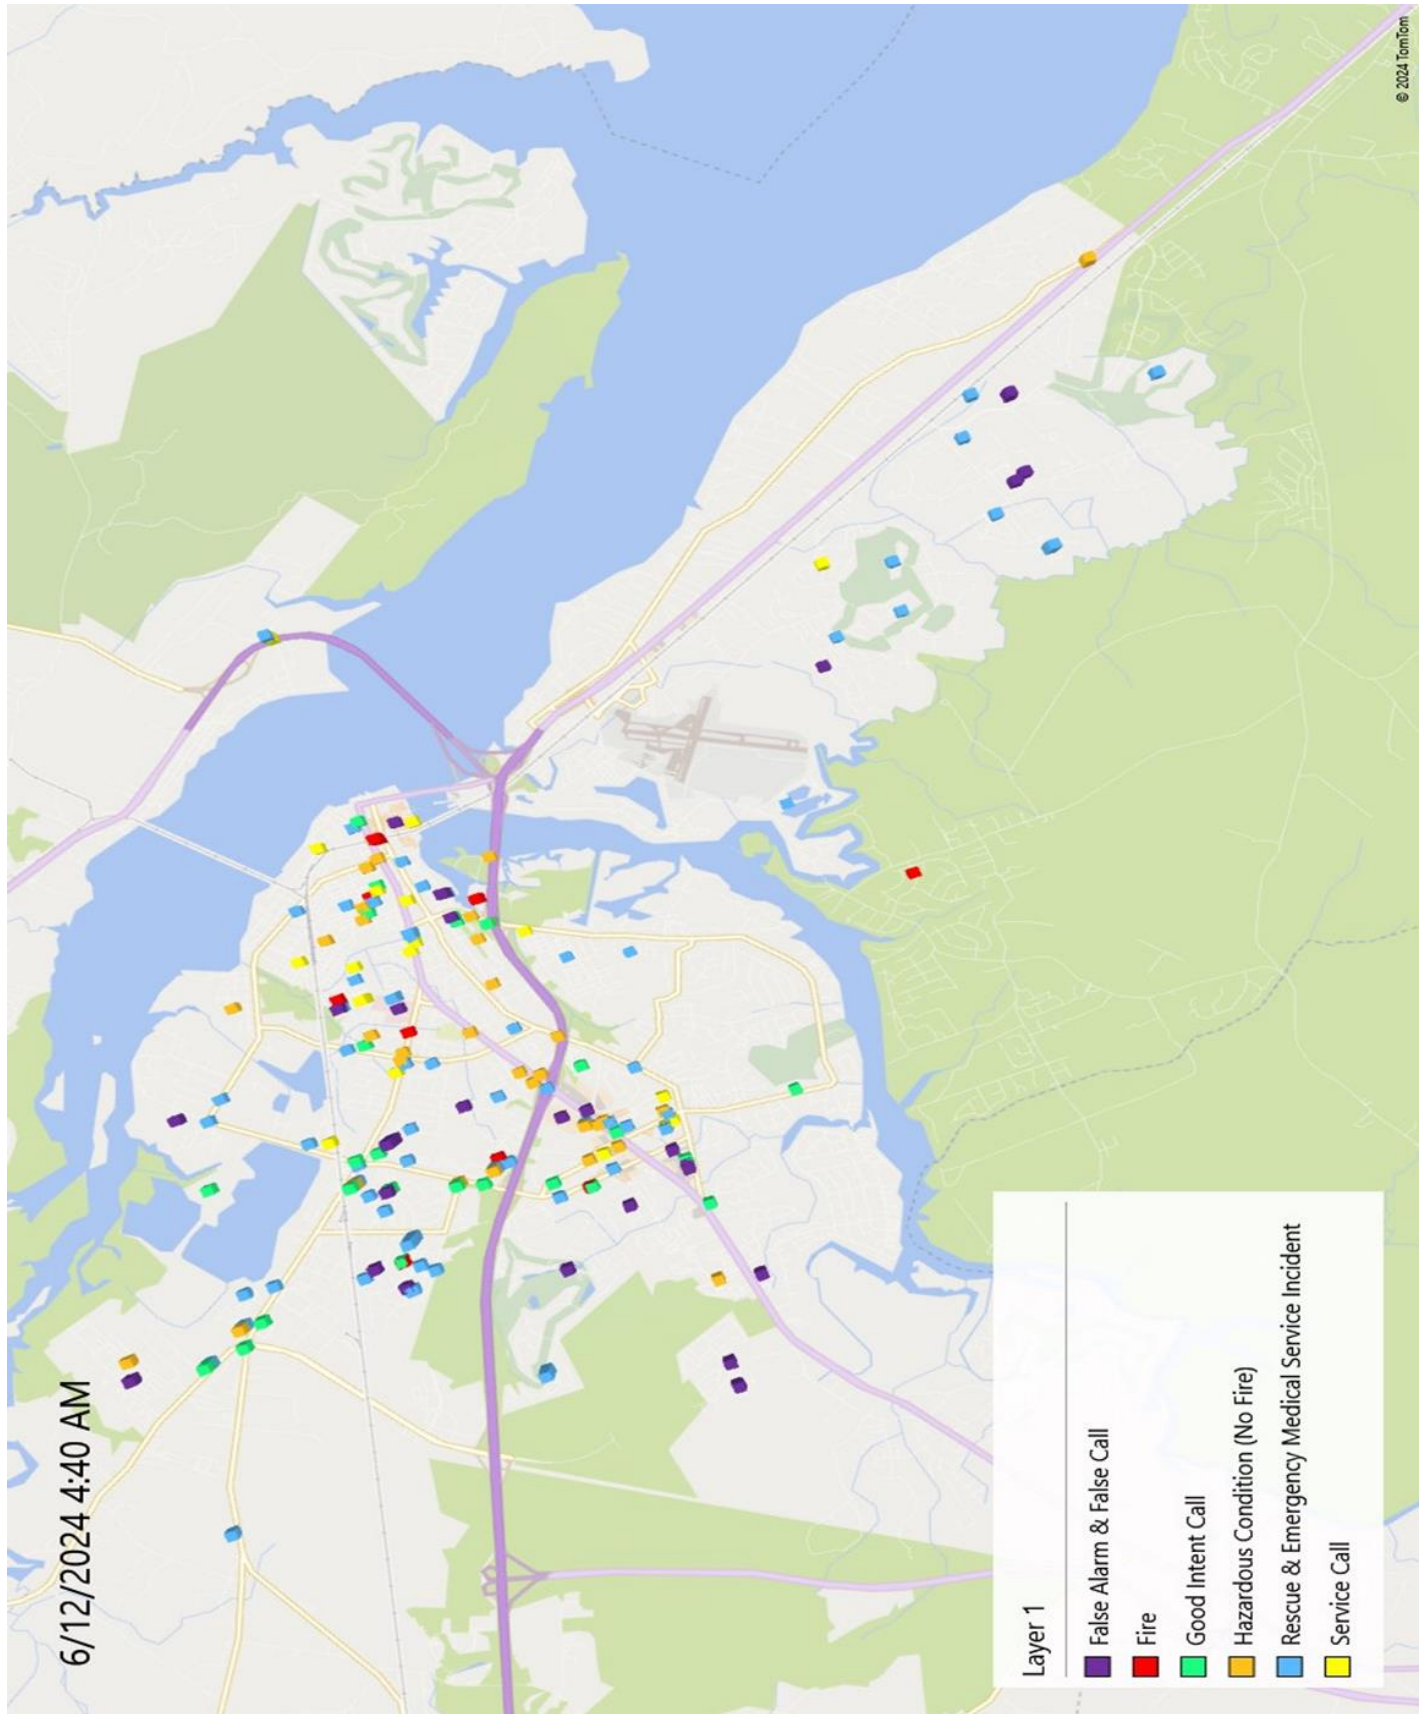 6/12/2024 4:40 AM
Layer 1
False Alarm & False Call
Fire
Good Intent Call
Hazardous Condition (No Fire)
Rescue & Emergency Medical Service Incident
Service Call
© 2024 TomTom